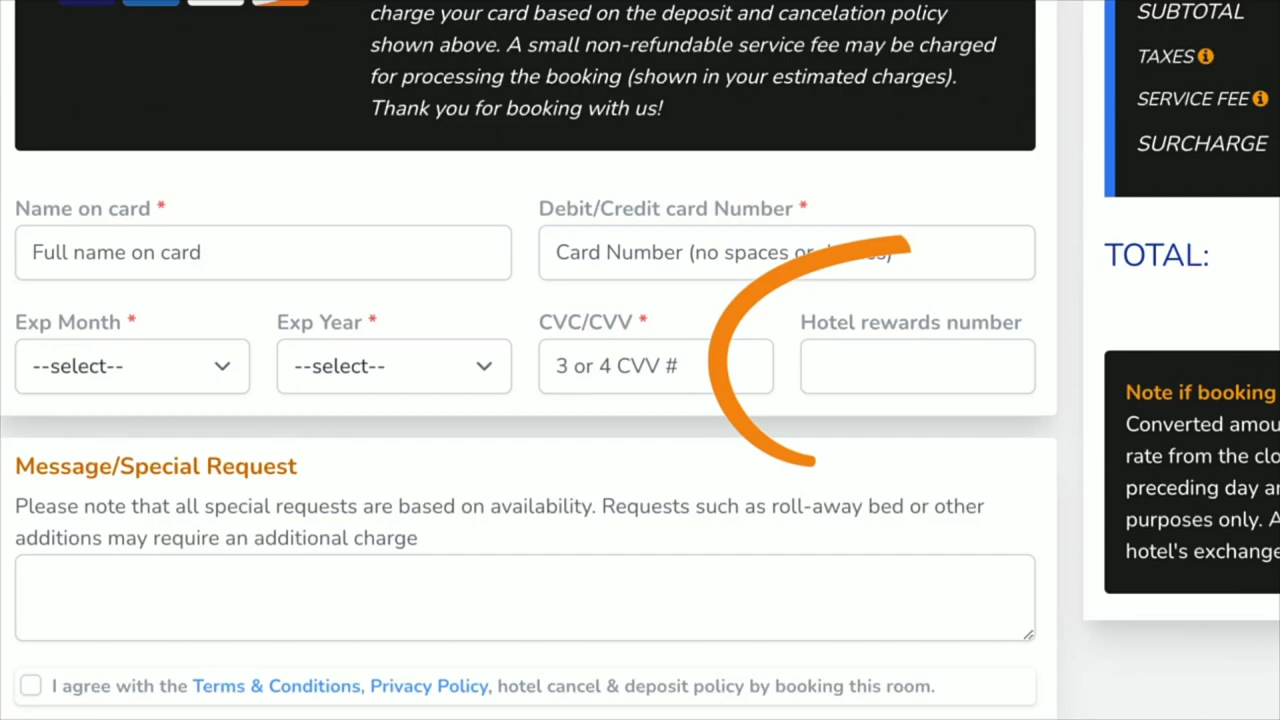 charge your card based on the deposit and cancelation policy
shown above. A small non-refundable service fee may be charged
for processing the booking (shown in your estimated charges).
Thank you for booking with us!
SUBTOTAL
TAXES
SERVICE FEE
SURCHARGE
Name on card *
Debit/Credit card Number *
Full name on card
Card Number (no spaces or
TOTAL:
Exp Month *
Exp Year *
CVC/CVV *
Hotel rewards number
--select--
--select--
3 or 4 CVV #
Note if booking
Converted amou
rate from the clo
preceding day a
purposes only. A
hotel's exchange
Message/Special Request
Please note that all special requests are based on availability. Requests such as roll-away bed or other
additions may require an additional charge
I agree with the Terms & Conditions, Privacy Policy, hotel cancel & deposit policy by booking this room.